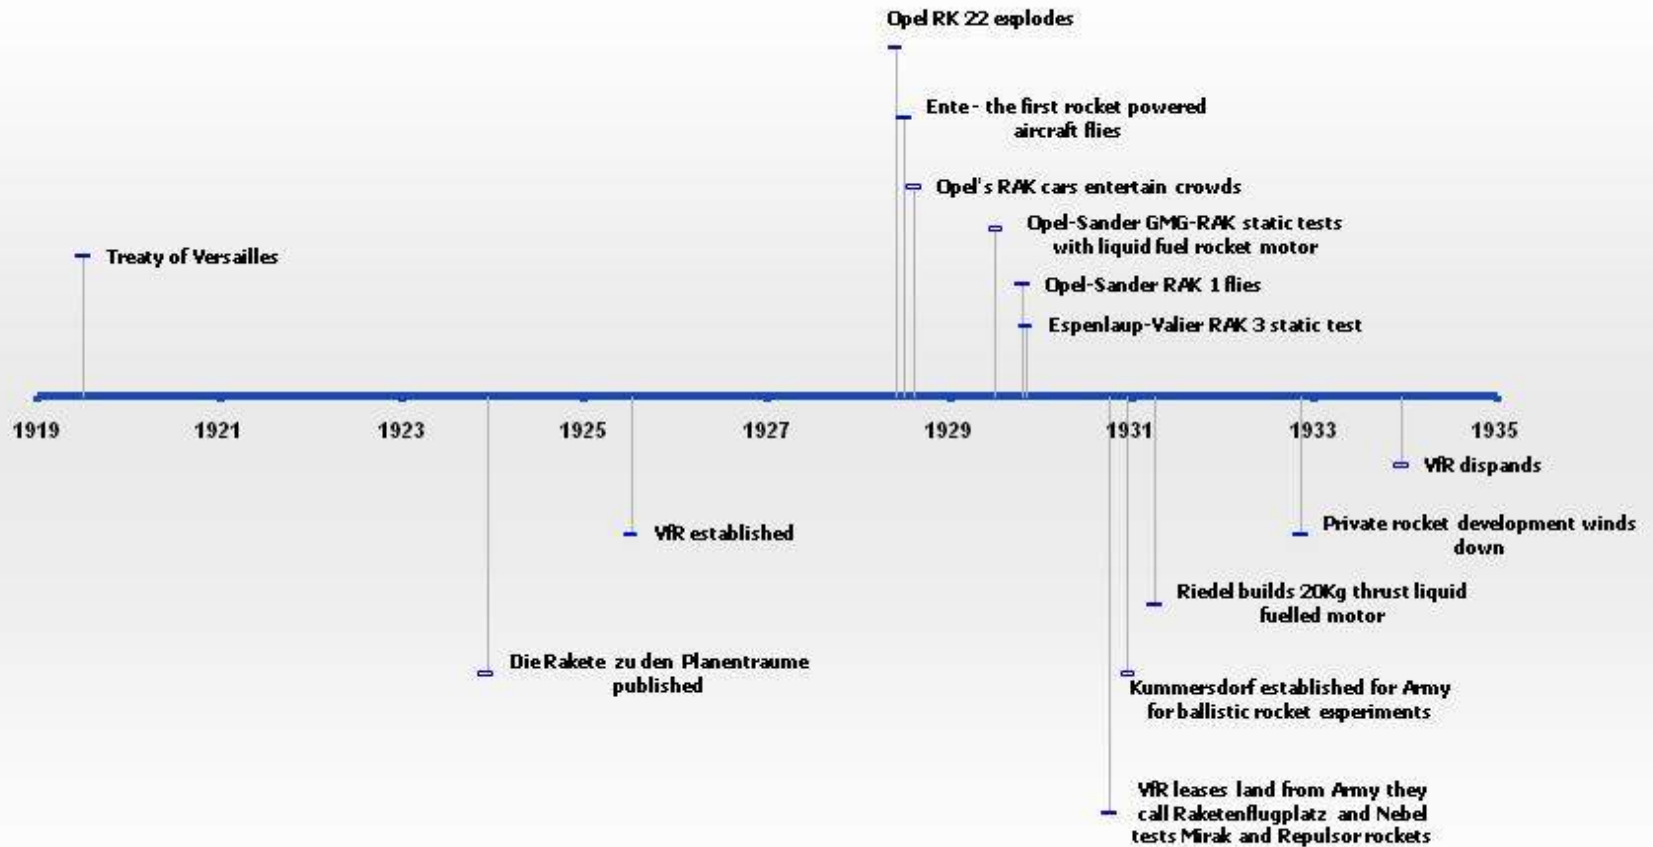 Opel RK 22 explodes
Ente - the first rocket powered
aircraft flies
Opel's RAK cars entertain crowds
Opel-Sander GMG-RAK static tests
with liquid fuel rocket motor
Treaty of Versailles
Opel-Sander RAK 1 flies
Espenlaup-Valier RAK 3 static test
1919 1921 1923 1925 1927 1929 1931 1933 1935
VfR dispands
VfR established
Private rocket development winds
down
Riedel builds 20Kg thrust liquid
fuelled motor
Die Rakete zu den Planentraume
published
Kummersdorf established for Army
for ballistic rocket experiments
VfR leases land from Army they
call Raketenflugplatz and Nebel
tests Mirak and Repulsor rockets